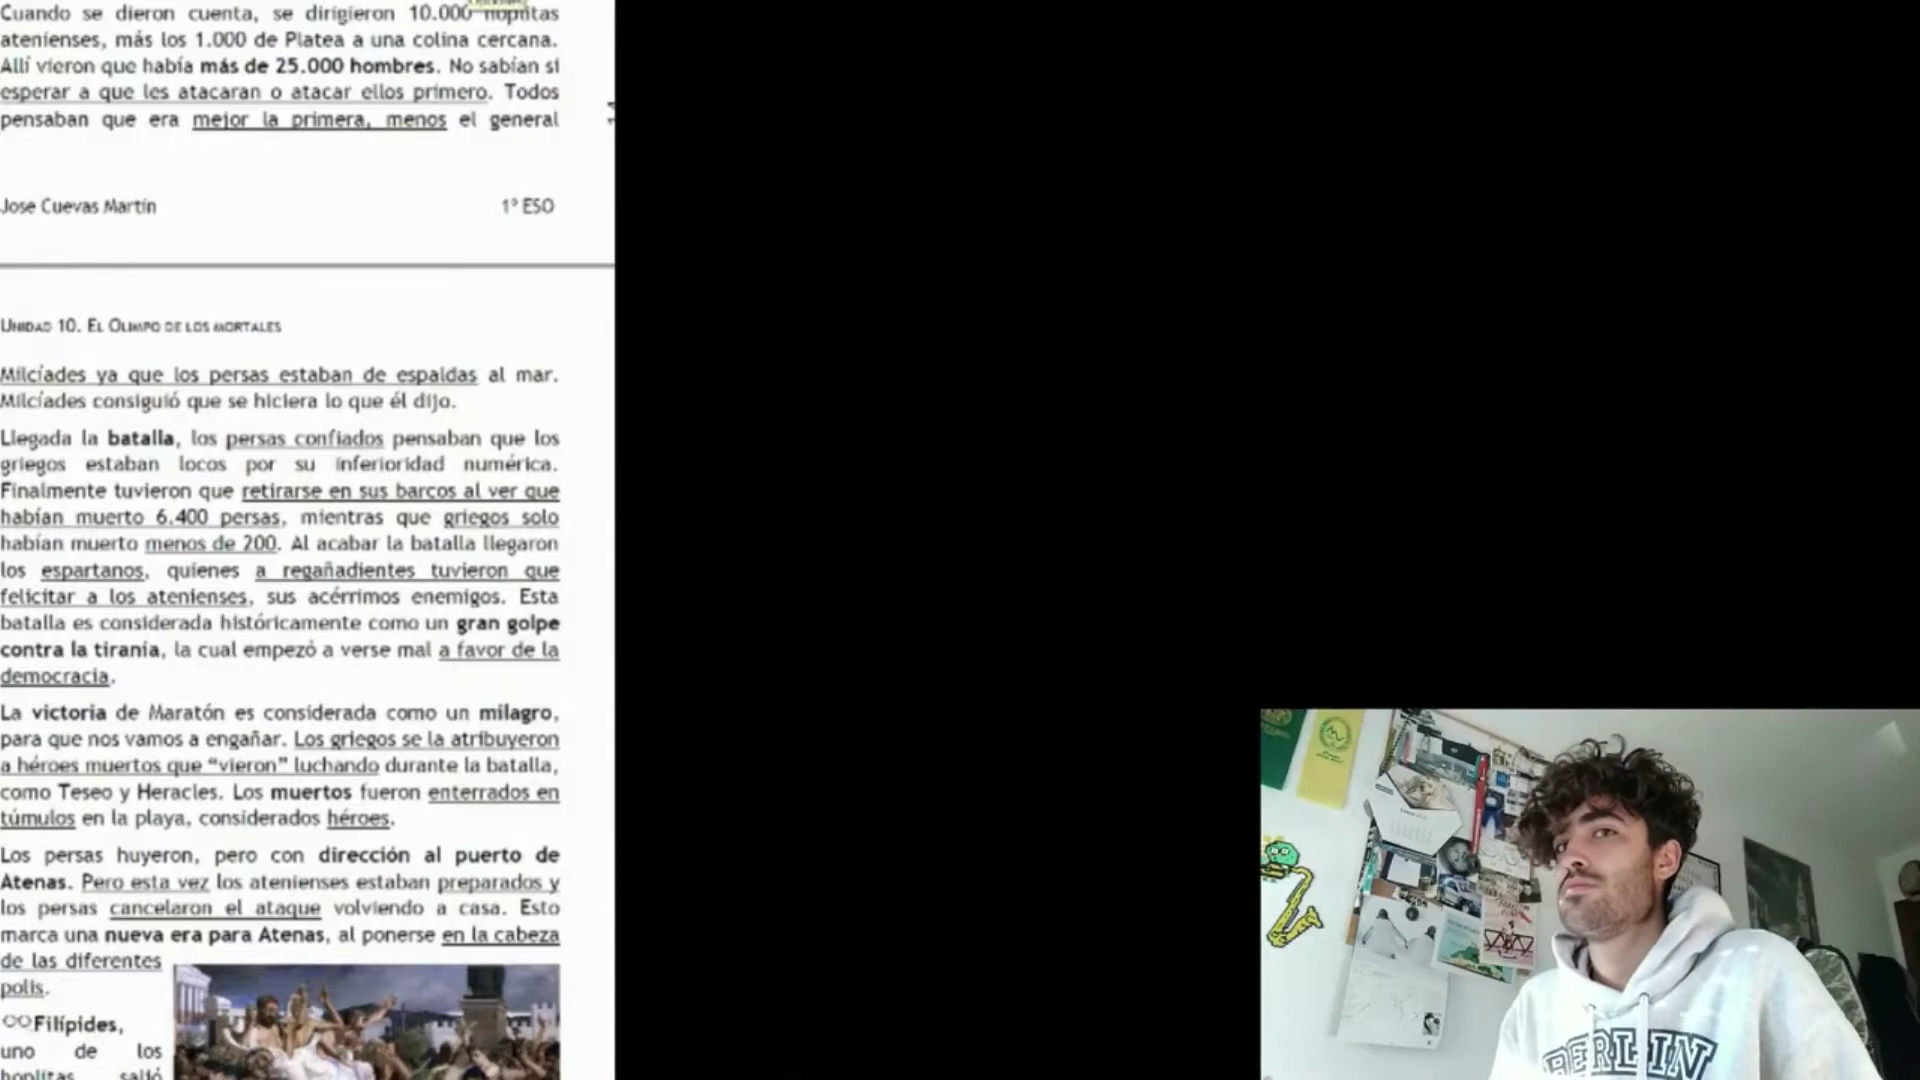 Cuando se dieron cuenta, se dirigieron 10.000 hoplitas
atenienses, más los 1.000 de Platea a una colina cercana.
Allí vieron que había más de 25.000 hombres. No sabían si
esperar a que les atacaran o atacar ellos primero. Todos
pensaban que era mejor la primera, menos el general
Jose Cuevas Martín
1º ESO
UNIDAD 10. EL OLIMPO DE LOS MORTALES
Milcíades ya que los persas estaban de espaldas al mar.
Milcíades consiguió que se hiciera lo que él dijo.
Llegada la batalla, los persas confiados pensaban que los
griegos estaban locos por su inferioridad numérica.
Finalmente tuvieron que retirarse en sus barcos al ver que
habían muerto 6.400 persas, mientras que griegos solo
habían muerto menos de 200. Al acabar la batalla llegaron
los espartanos, quienes a regañadientes tuvieron que
felicitar a los atenienses, sus acérrimos enemigos. Esta
batalla es considerada históricamente como un gran golpe
contra la tiranía, la cual empezó a verse mal a favor de la
democracia.
La victoria de Maratón es considerada como un milagro,
para que nos vamos a engañar. Los griegos se la atribuyeron
a héroes muertos que “vieron” luchando durante la batalla,
como Teseo y Heracles. Los muertos fueron enterrados en
túmulos en la playa, considerados héroes.
Los persas huyeron, pero con dirección al puerto de
Atenas. Pero esta vez los atenienses estaban preparados y
los persas cancelaron el ataque volviendo a casa. Esto
marca una nueva era para Atenas, al ponerse en la cabeza
de las diferentes
polis.
Filípides,
uno de los
hoplitas salió
BERLIN